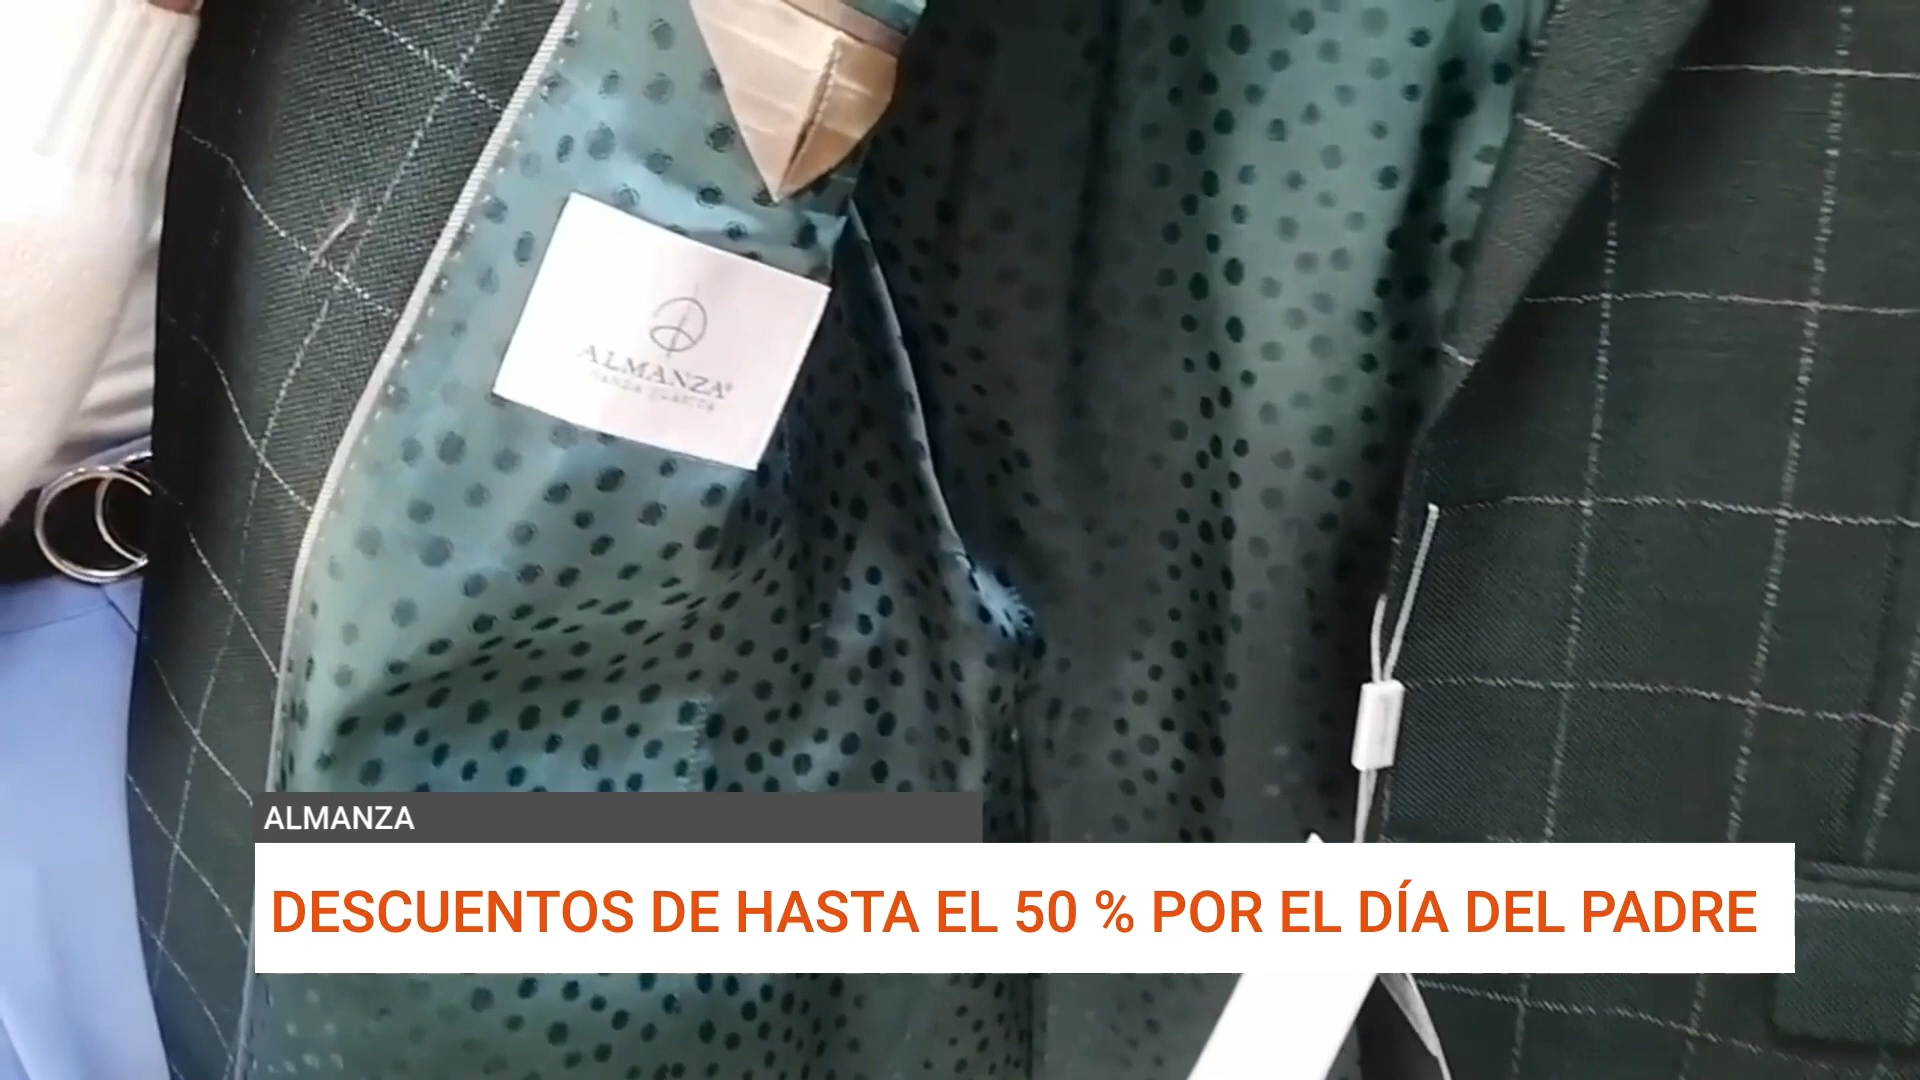 ALMANZA®
ALMANZA
DESCUENTOS DE HASTA EL 50 % POR EL DÍA DEL PADRE